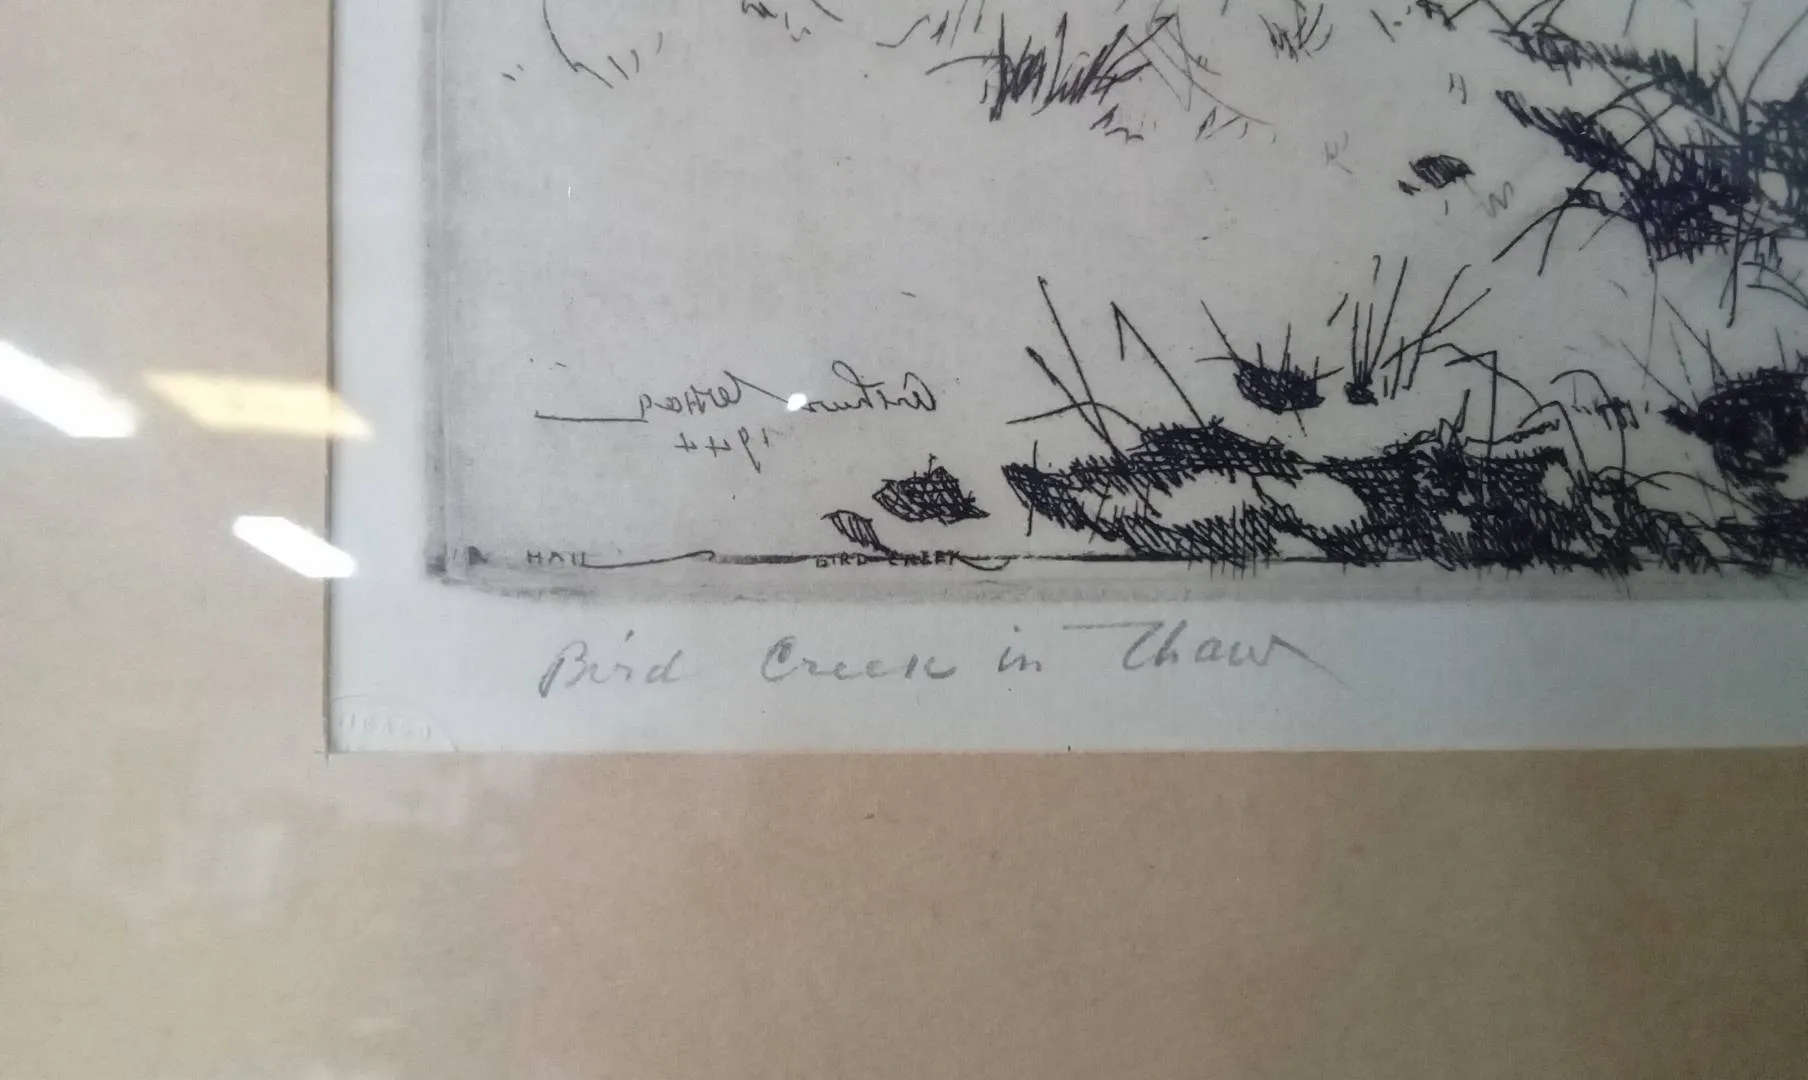 Arthur W Hall
1944
HALL BIRD CREEK
Bird Creek in Thaw